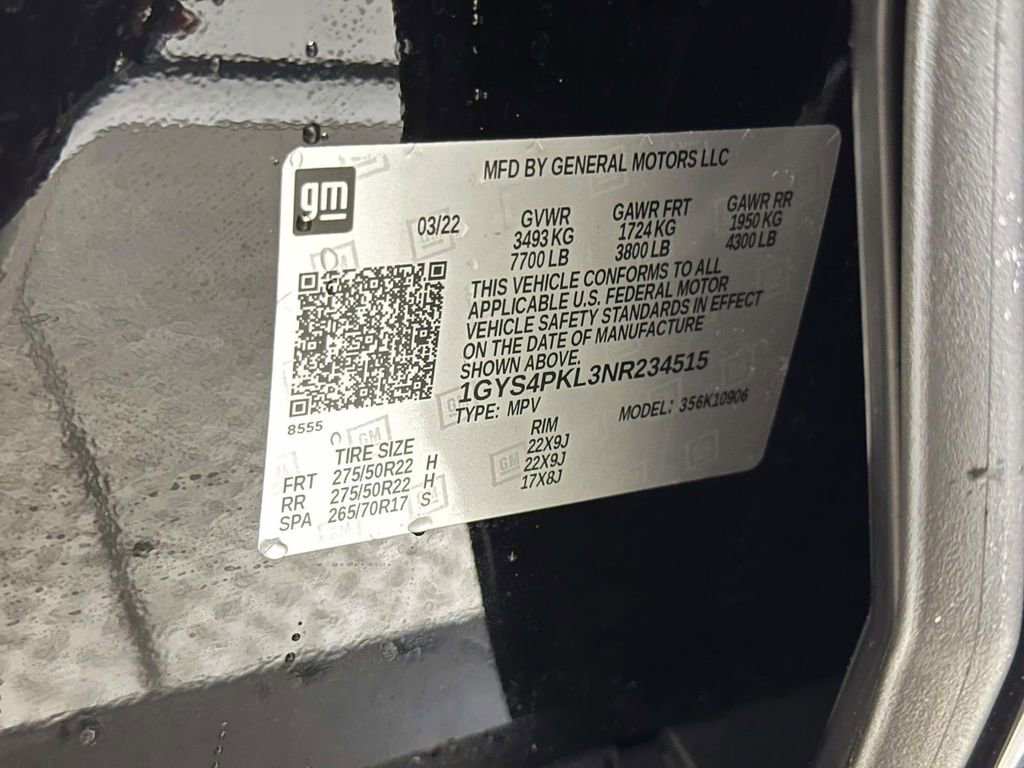 MFD BY GENERAL MOTORS LLC
gm
03/22
GVWR
3493 KG
7700 LB
GAWR FRT
1724 KG
3800 LB
GAWR RR
1950 KG
4300 LB
THIS VEHICLE CONFORMS TO ALL
APPLICABLE U.S. FEDERAL MOTOR
VEHICLE SAFETY STANDARDS IN EFFECT
ON THE DATE OF MANUFACTURE
SHOWN ABOVE.
1GYS4PKL3NR234515
TYPE: MPV MODEL: 356K10906
8555
TIRE SIZE RIM
FRT 275/50R22 H 22X9J
RR 275/50R22 H 22X9J
SPA 265/70R17 S 17X8J